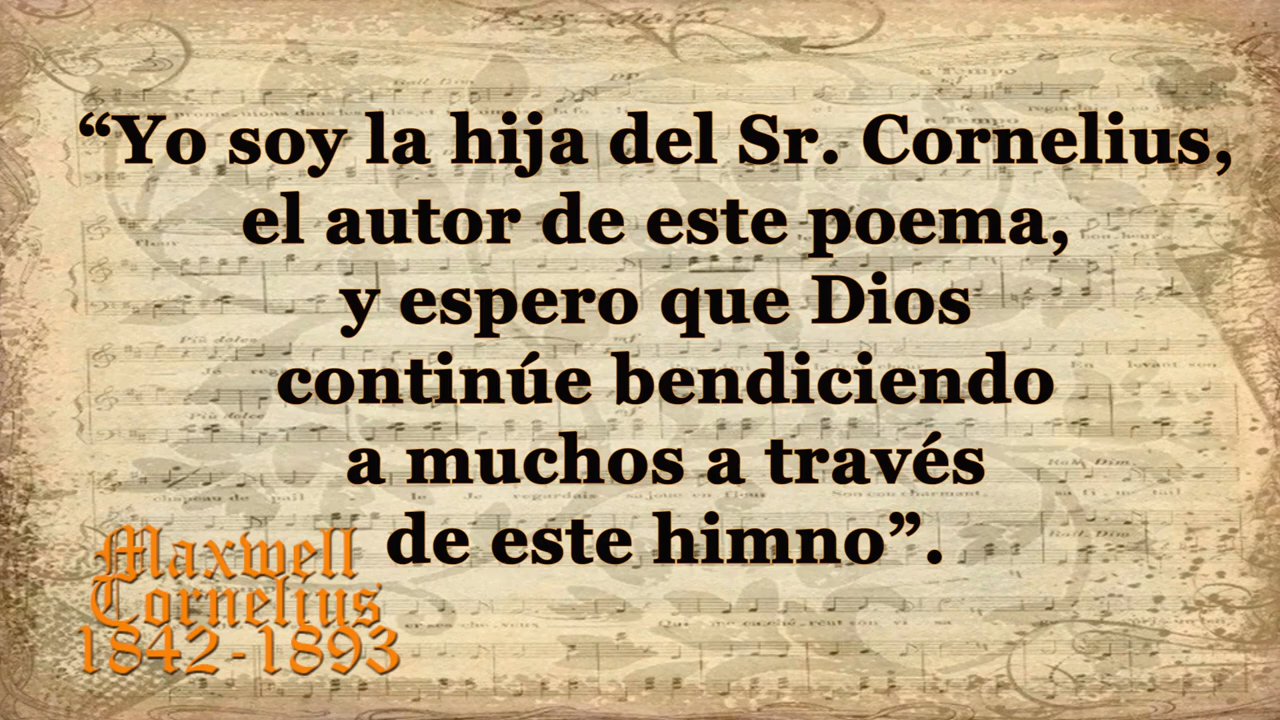 “Yo soy la hija del Sr. Cornelius,
el autor de este poema,
y espero que Dios
continúe bendiciendo
a muchos a través
de este himno”.
Maxwell
Cornelius
1842-1893